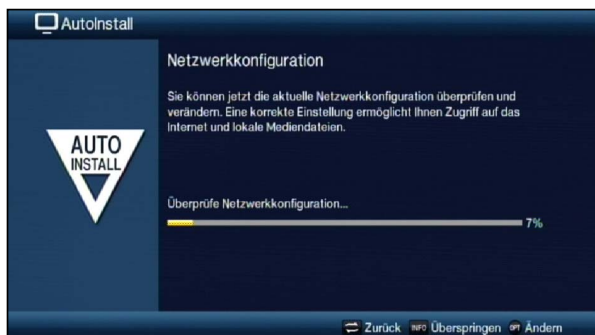 AutoInstall
Netzwerkkonfiguration
Sie können jetzt die aktuelle Netzwerkkonfiguration überprüfen und
verändern. Eine korrekte Einstellung ermöglicht Ihnen Zugriff auf das
Internet und lokale Mediendateien.
AUTO
INSTALL
Überprüfe Netzwerkkonfiguration...
7%
Zurück INFO Überspringen OPT Ändern